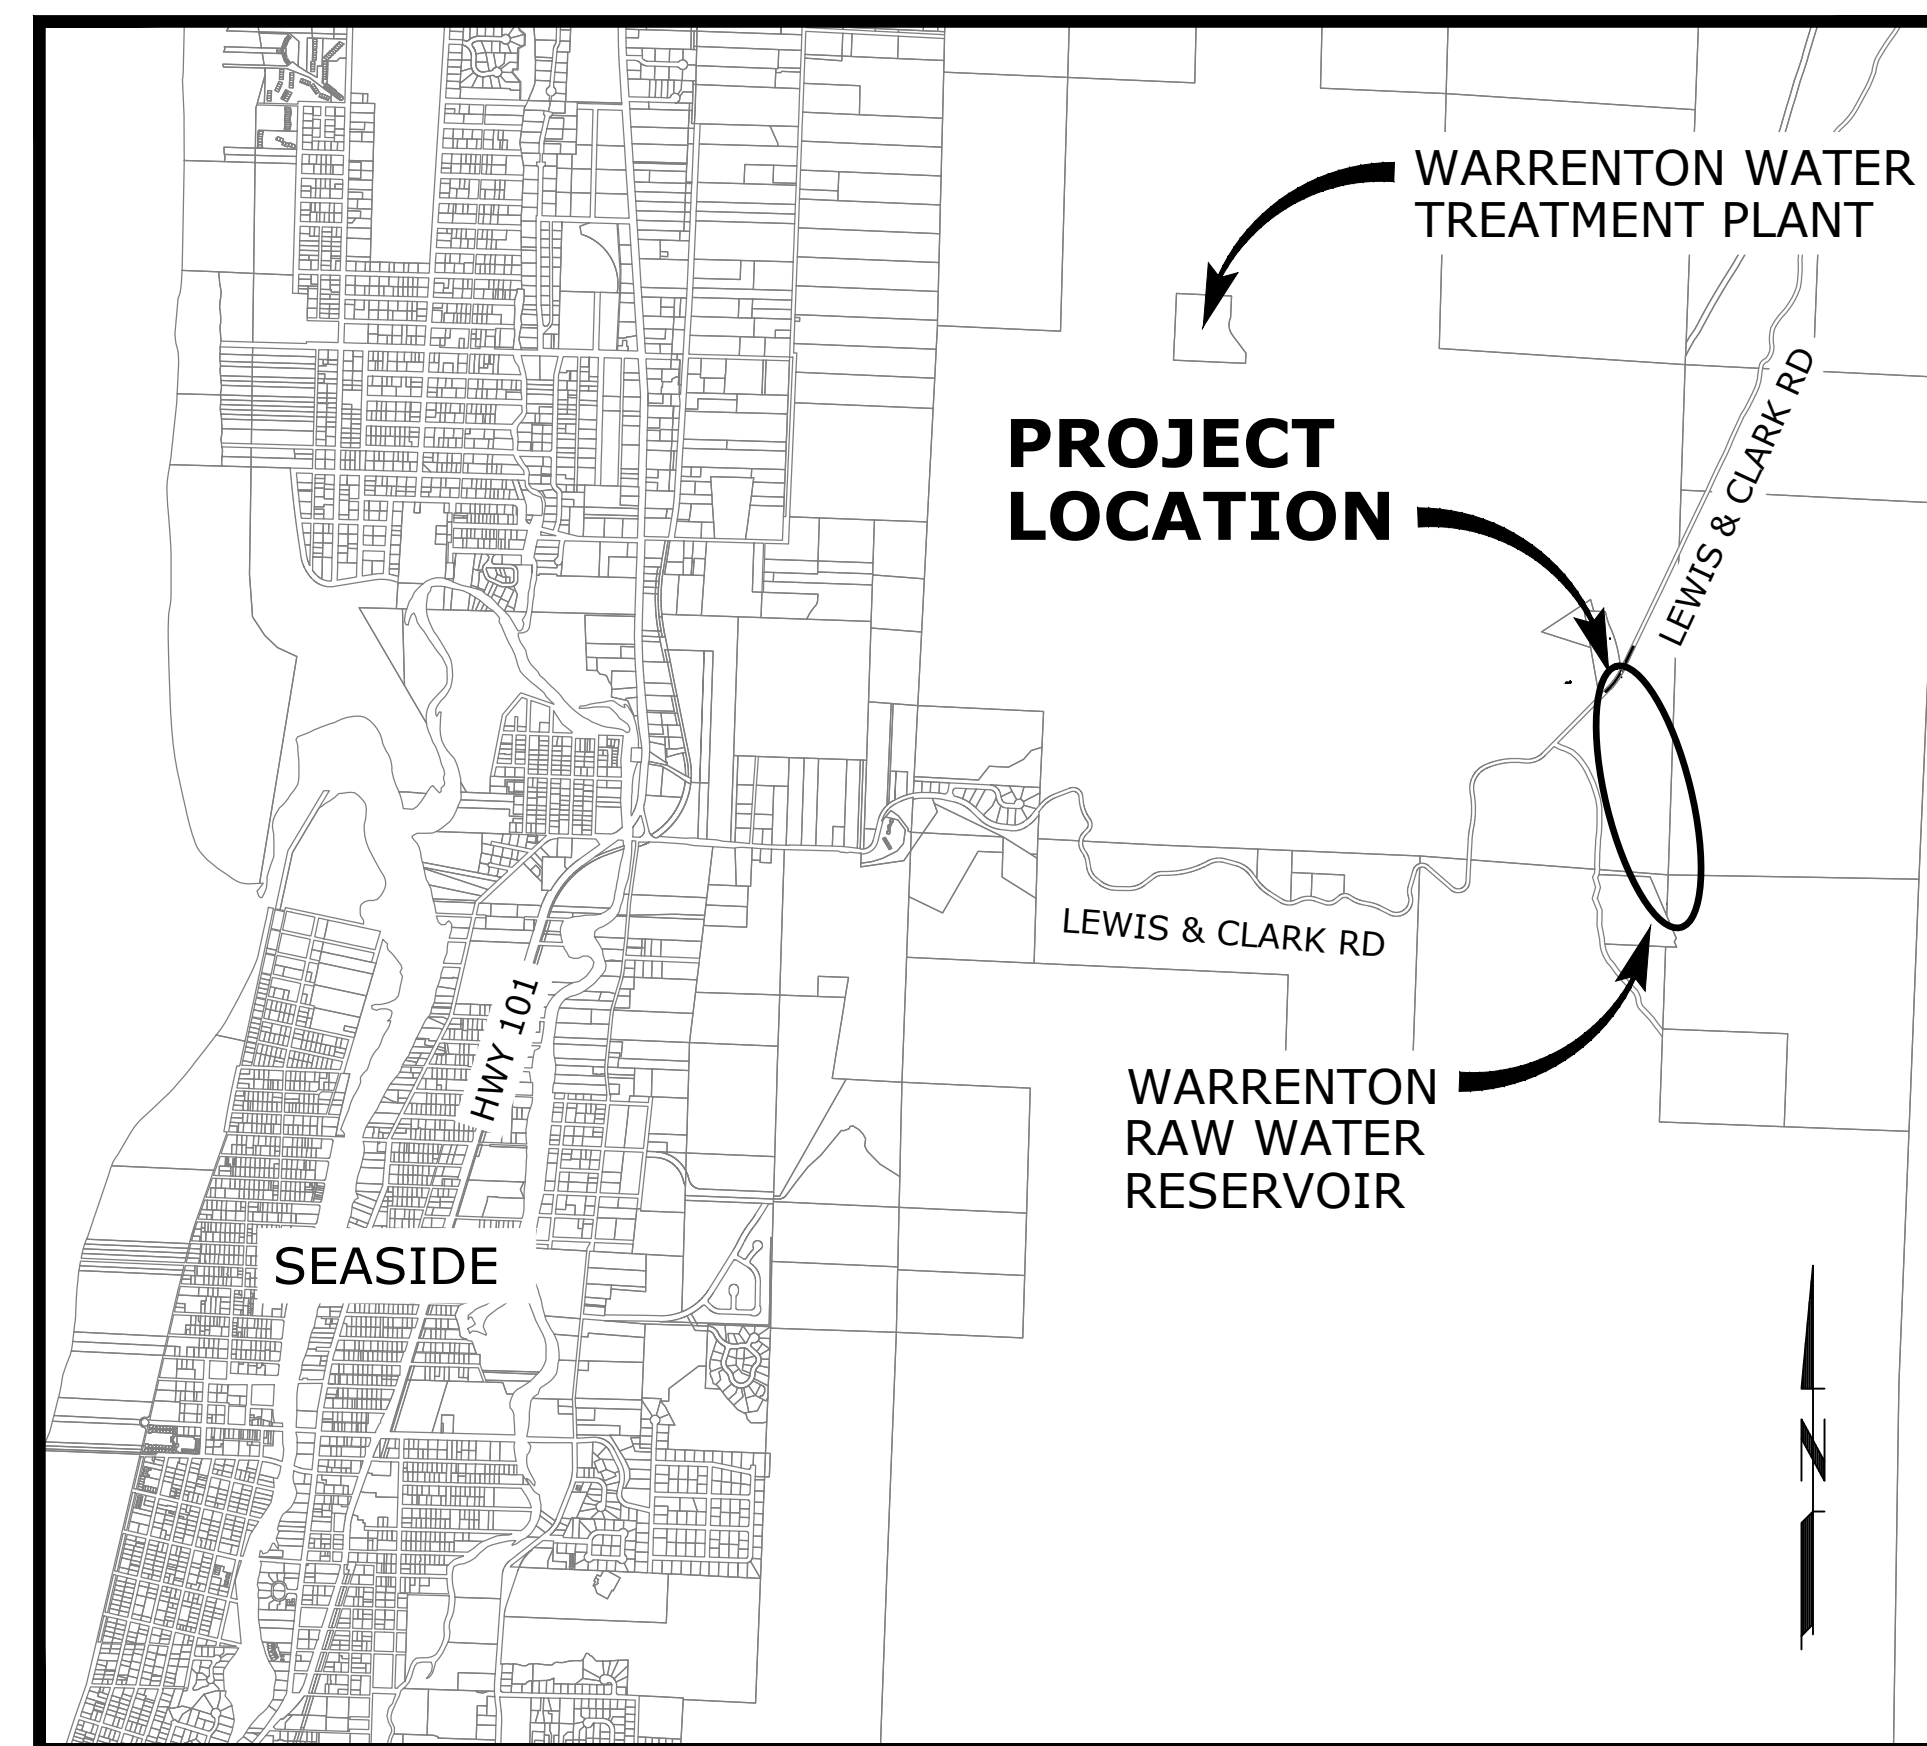 WARRENTON WATER
TREATMENT PLANT
PROJECT
LOCATION
LEWIS & CLARK RD
LEWIS & CLARK RD
HWY 101
WARRENTON
RAW WATER
RESERVOIR
SEASIDE
N